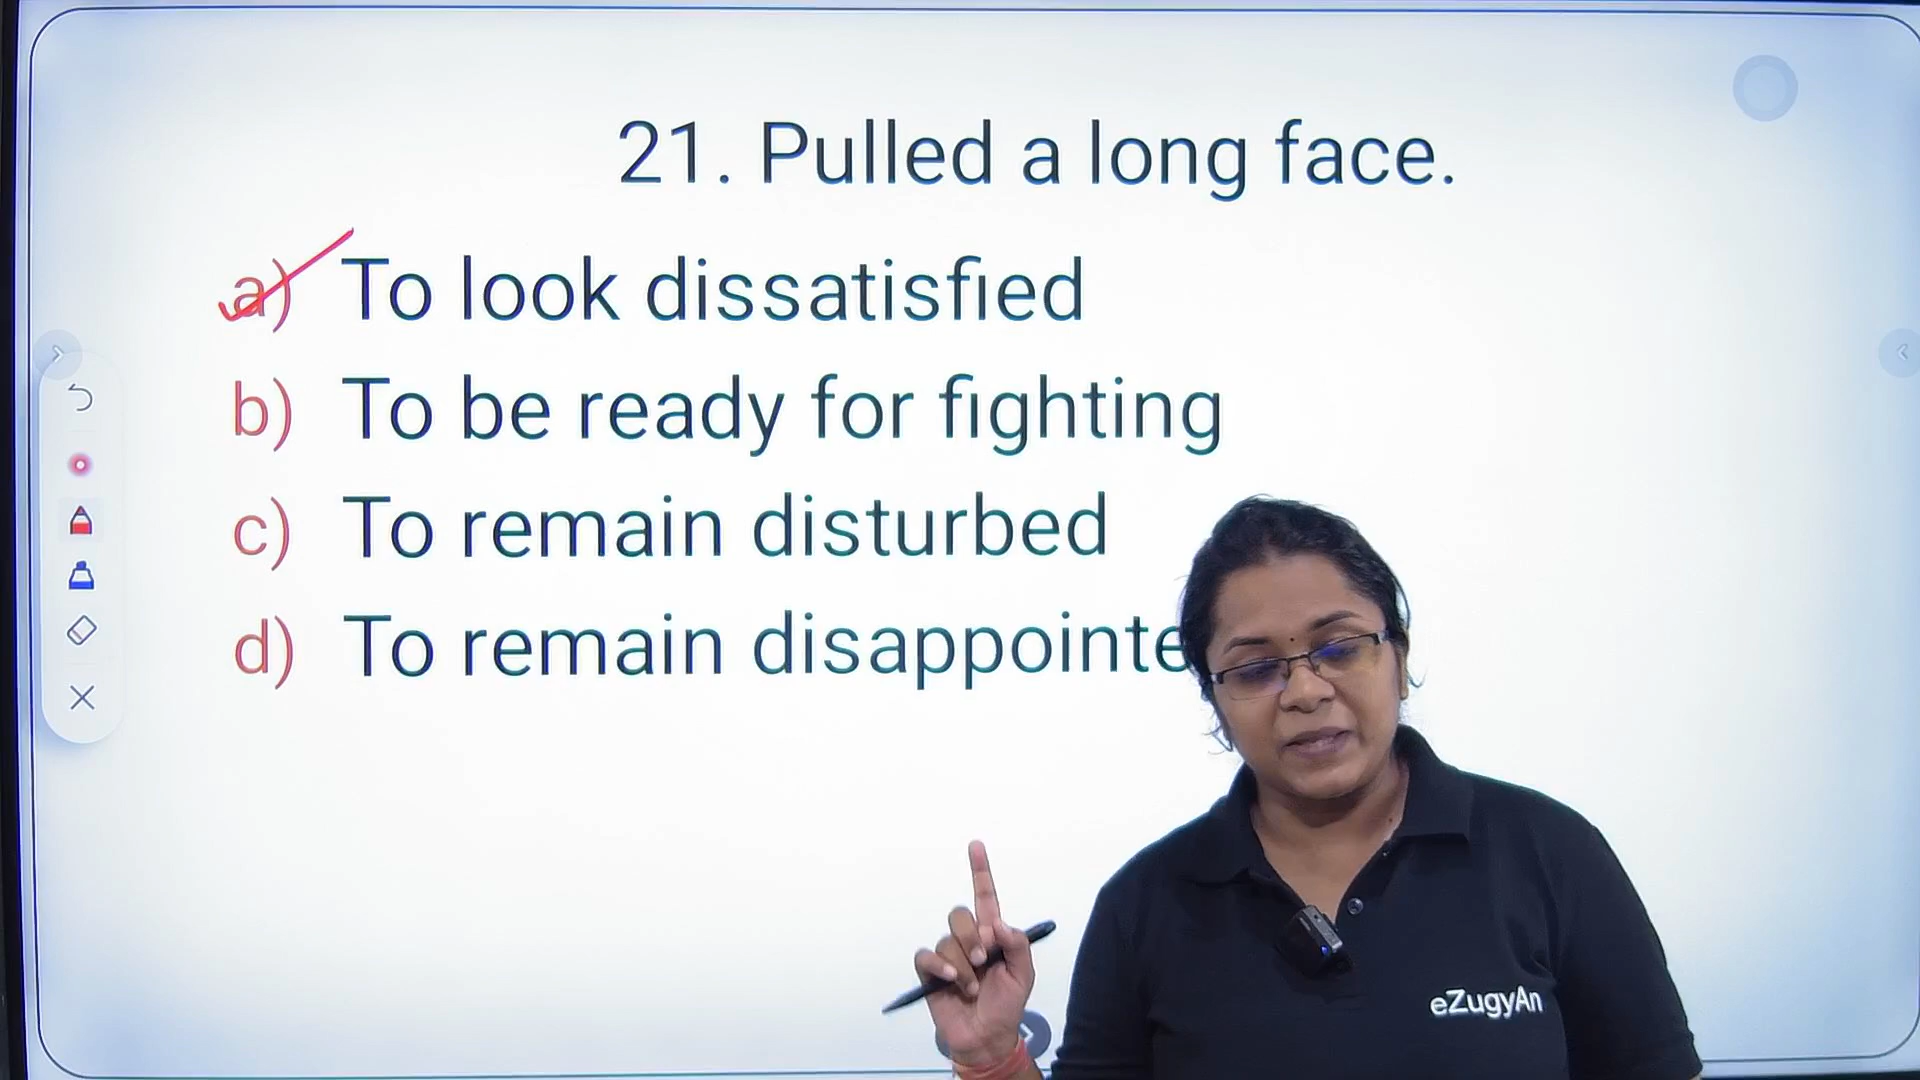 21. Pulled a long face.
a) To look dissatisfied
b) To be ready for fighting
c) To remain disturbed
d) To remain disappointe
eZugyAn